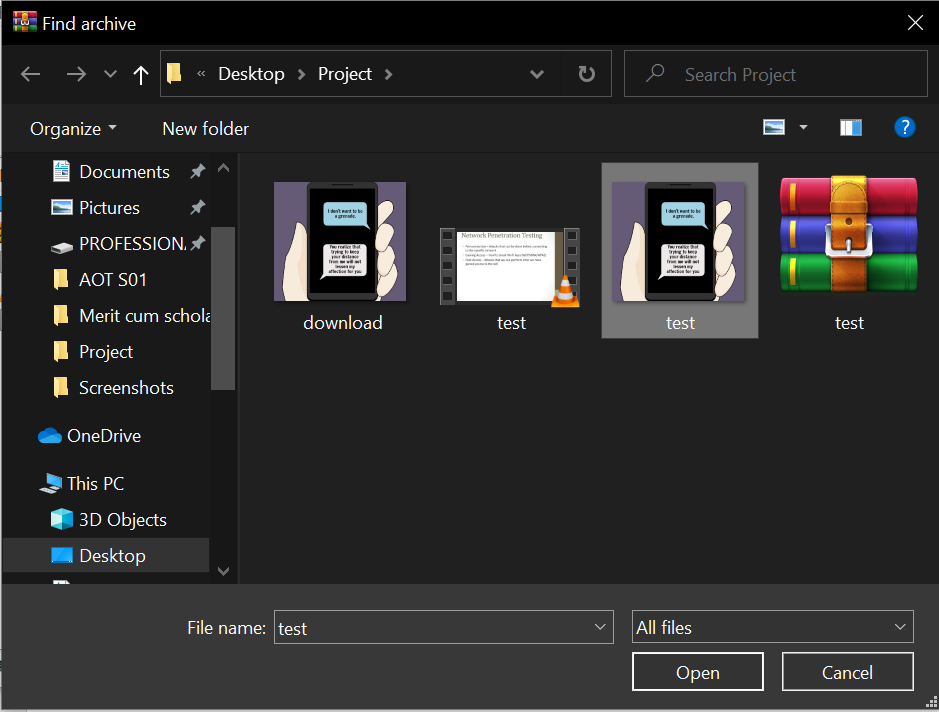 Find archive
« Desktop > Project >
Search Project
Organize
New folder
?
Documents
Pictures
PROFESSION
AOT S01
Merit cum schola
Project
Screenshots
OneDrive
This PC
3D Objects
Desktop
I don't want to be
a grenade.
You realize that
trying to keep
your distance
from me will not
lessen my
affection for you
download
Network Penetration Testing
test
I don't want to be
a grenade.
You realize that
trying to keep
your distance
from me will not
lessen my
affection for you
test
test
File name: test
All files
Open
Cancel